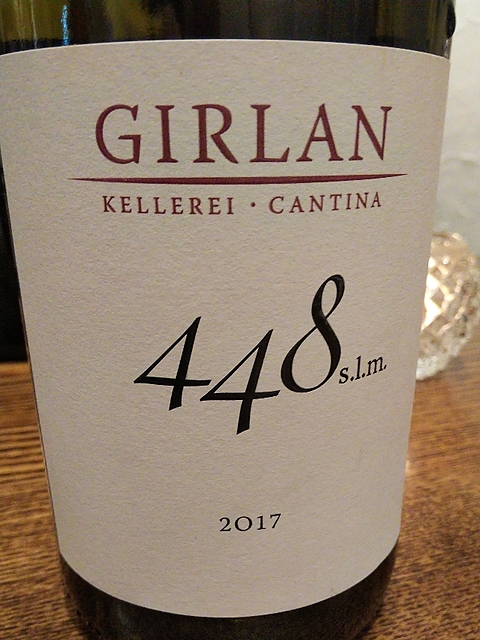 GIRLAN
KELLEREI · CANTINA
448 s.l.m.
2017